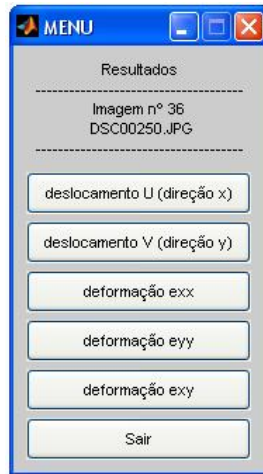 MENU
Resultados
------------------------------------
Imagem nº 36
DSC00250.JPG
------------------------------------
deslocamento U (direção x)
deslocamento V (direção y)
deformação exx
deformação eyy
deformação exy
Sair